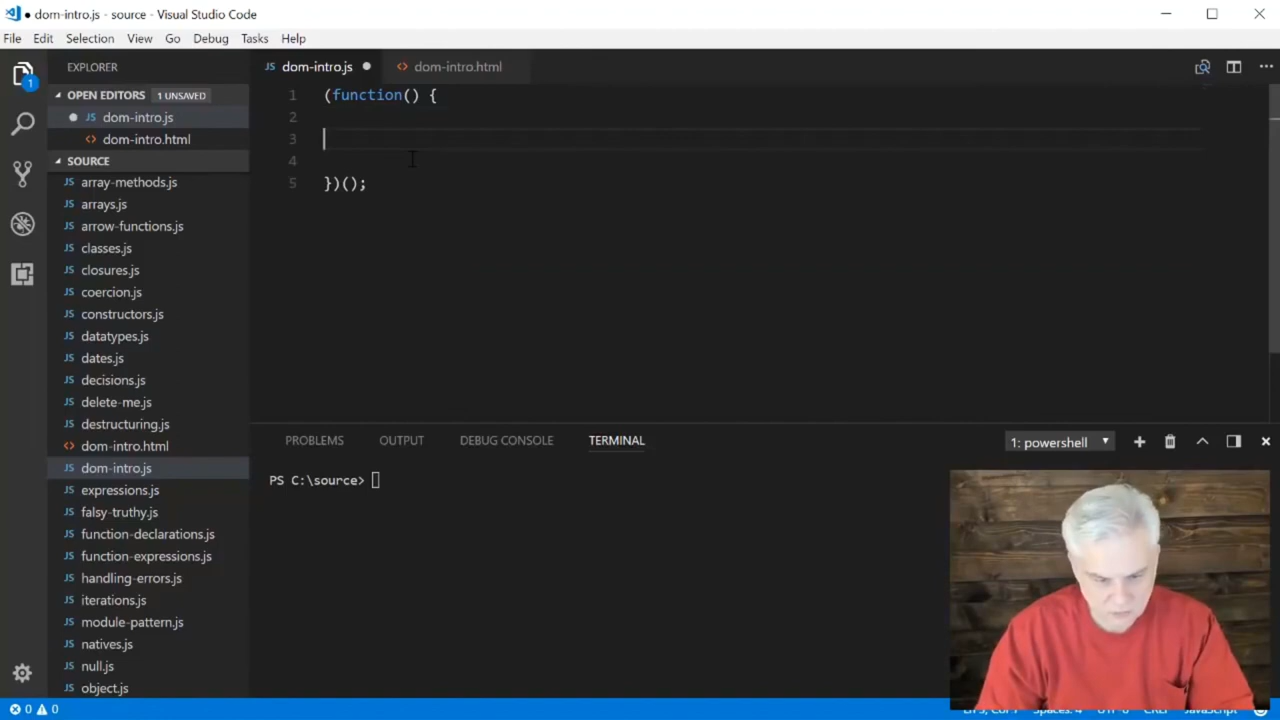 ● dom-intro.js - source - Visual Studio Code
File Edit Selection View Go Debug Tasks Help
EXPLORER
OPEN EDITORS 1 UNSAVED
dom-intro.js
dom-intro.html
SOURCE
array-methods.js
arrays.js
arrow-functions.js
classes.js
closures.js
coercion.js
constructors.js
datatypes.js
dates.js
decisions.js
delete-me.js
destructuring.js
dom-intro.html
dom-intro.js
expressions.js
falsy-truthy.js
function-declarations.js
function-expressions.js
handling-errors.js
iterations.js
module-pattern.js
natives.js
null.js
object.js
1
JS dom-intro.js ● dom-intro.html
1 (function() {
2
3
4
5 })();
PROBLEMS OUTPUT DEBUG CONSOLE TERMINAL 1: powershell
PS C:\source>
0 0